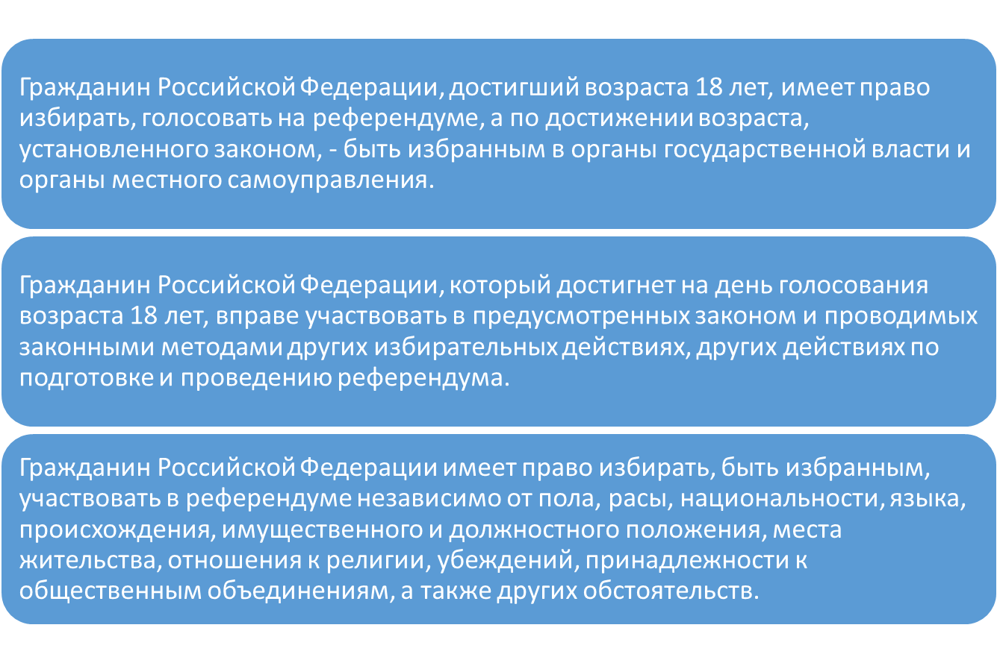 Гражданин Российской Федерации, достигший возраста 18 лет, имеет право
избирать, голосовать на референдуме, а по достижении возраста,
установленного законом, - быть избранным в органы государственной власти и
органы местного самоуправления.
Гражданин Российской Федерации, который достигнет на день голосования
возраста 18 лет, вправе участвовать в предусмотренных законом и проводимых
законными методами других избирательных действиях, других действиях по
подготовке и проведению референдума.
Гражданин Российской Федерации имеет право избирать, быть избранным,
участвовать в референдуме независимо от пола, расы, национальности, языка,
происхождения, имущественного и должностного положения, места
жительства, отношения к религии, убеждений, принадлежности к
общественным объединениям, а также других обстоятельств.